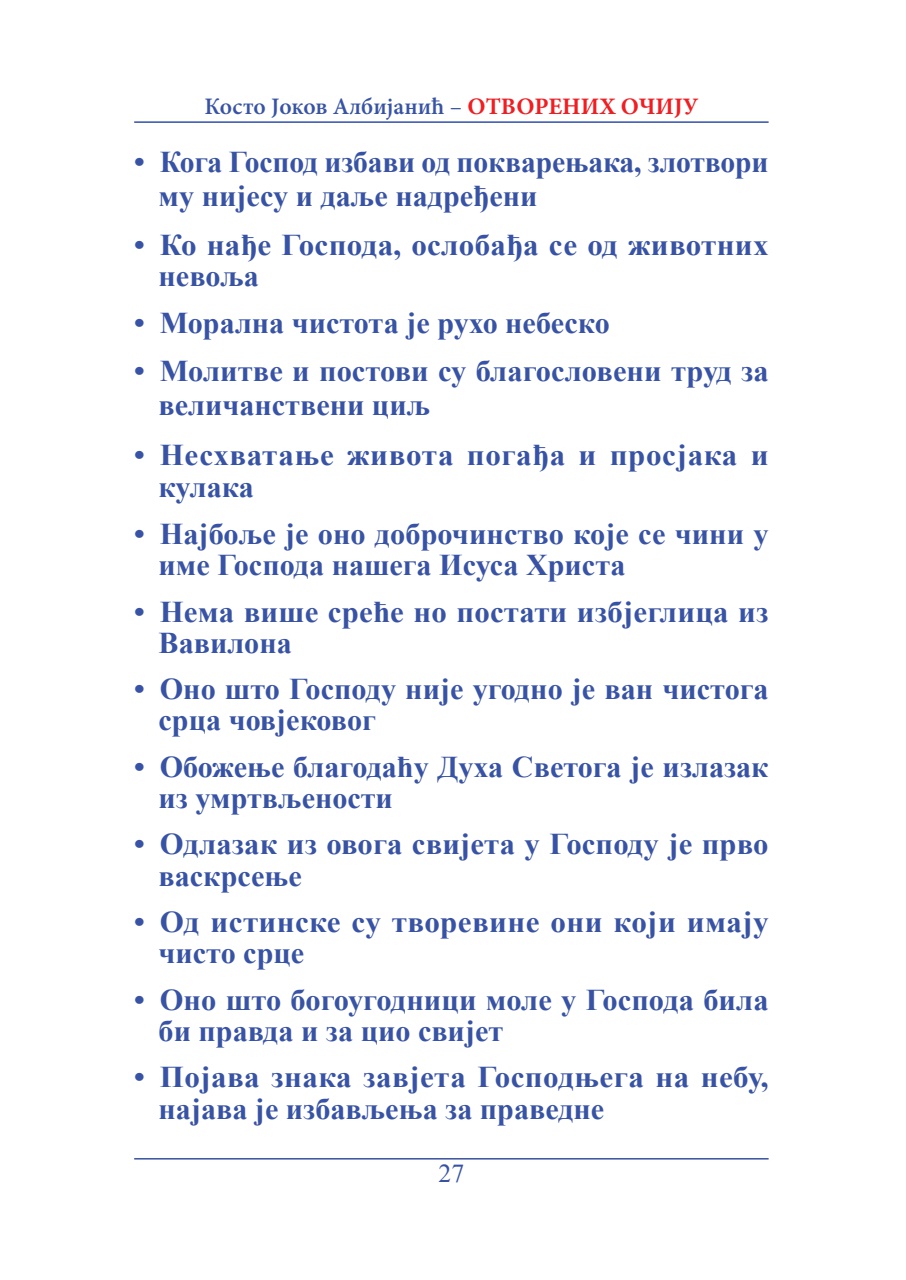 Косто Јоков Албијанић – ОТВОРЕНИХ ОЧИЈУ
• Кога Господ избави од покварењака, злотвори
му нијесу и даље надређени
• Ко нађе Господа, ослобађа се од животних
невоља
• Морална чистота је рухо небеско
• Молитве и постови су благословени труд за
величанствени циљ
• Несхватање живота погађа и просјака и
кулака
• Најбоље је оно доброчинство које се чини у
име Господа нашега Исуса Христа
• Нема више среће но постати избјеглица из
Вавилона
• Оно што Господу није угодно је ван чистога
срца човјековог
• Обожење благодаћу Духа Светога је излазак
из умртвљености
• Одлазак из овога свијета у Господу је прво
васкрсење
• Од истинске су творевине они који имају
чисто срце
• Оно што богоугодници моле у Господа била
би правда и за цио свијет
• Појава знака завјета Господњега на небу,
најава је избављења за праведне
27